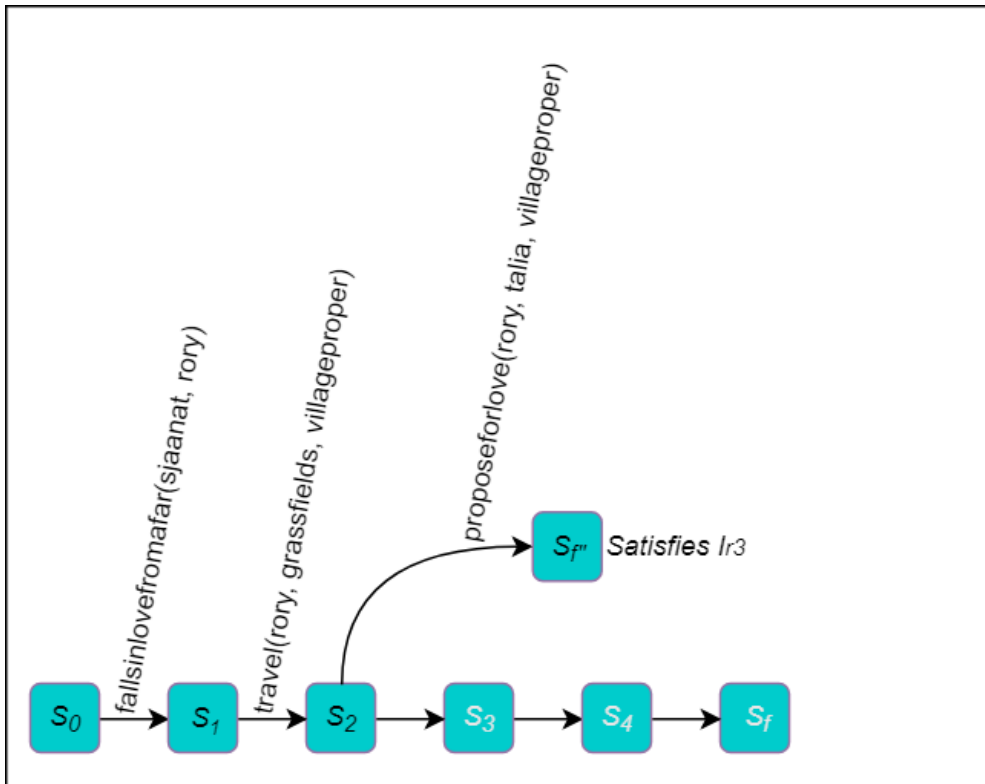 fallsinlovefromafar(sjaanat, rory)
travel(rory, grassfields, villageproper)
proposeforlove(rory, talia, villageproper)
Sf'' Satisfies Ir3
S0 S1 S2 S3 S4 Sf